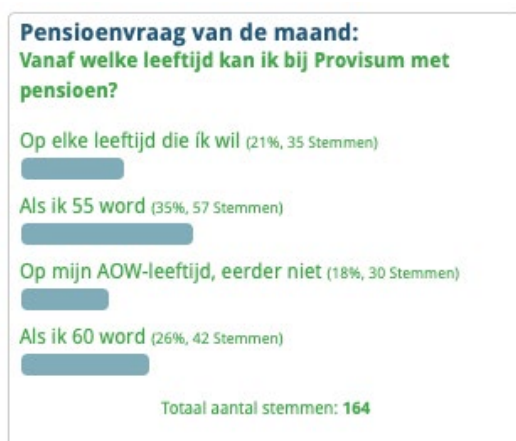 Pensioenvraag van de maand:
Vanaf welke leeftijd kan ik bij Provisum met
pensioen?
Op elke leeftijd die ík wil (21%, 35 Stemmen)
Als ik 55 word (35%, 57 Stemmen)
Op mijn AOW-leeftijd, eerder niet (18%, 30 Stemmen)
Als ik 60 word (26%, 42 Stemmen)
Totaal aantal stemmen: 164